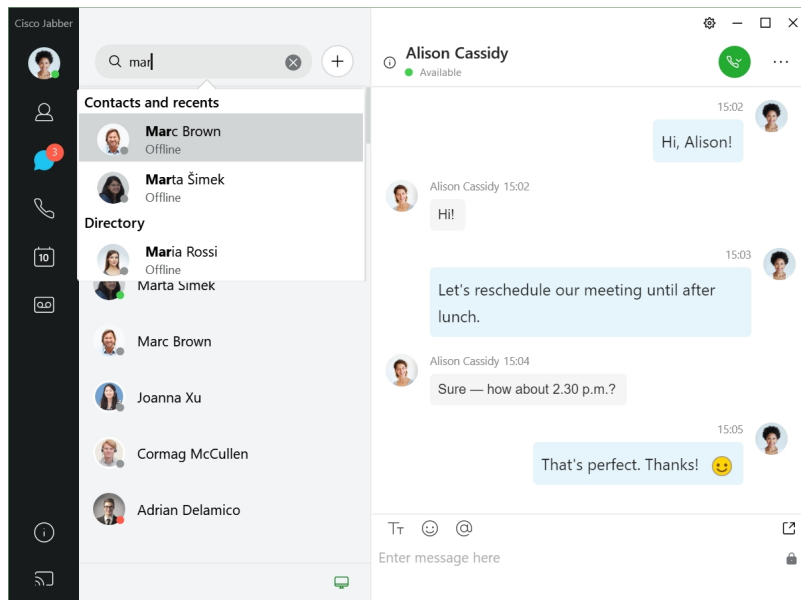 Cisco Jabber
mar
Contacts and recents
Marc Brown
Offline
Marta Šimek
Offline
Directory
Maria Rossi
Offline
Marta Simek
Marc Brown
Joanna Xu
Cormag McCullen
Adrian Delamico
3
10
Alison Cassidy
Available
15:02
Hi, Alison!
Alison Cassidy 15:02
Hi!
15:03
Let's reschedule our meeting until after
lunch.
Alison Cassidy 15:04
Sure — how about 2.30 p.m.?
15:05
That's perfect. Thanks!
TT
@
Enter message here